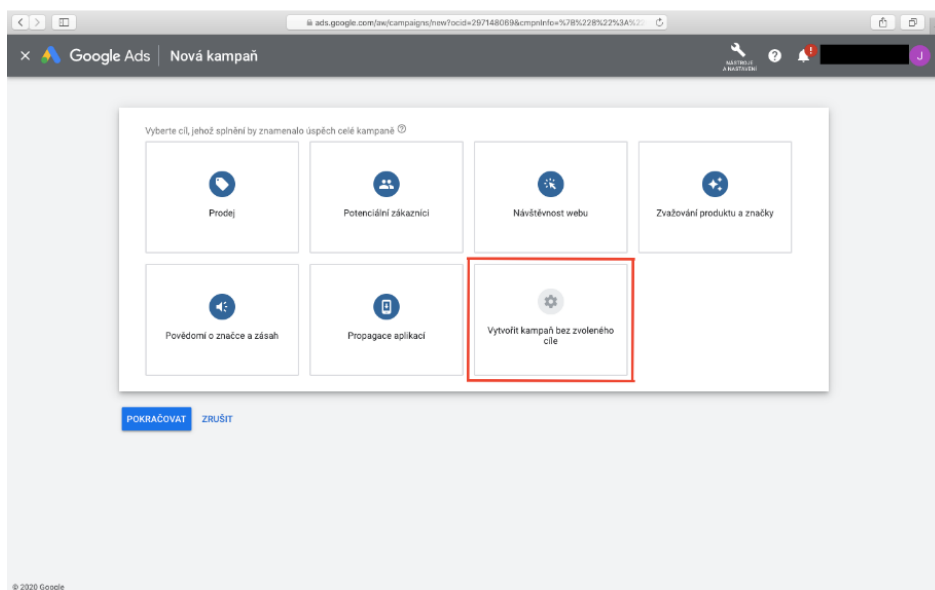 ads.google.com/aw/campaigns/new?ocid=297148069&cmpnInfo=%7B%228%22%3A%2
Google Ads | Nová kampaň
NÁSTROJE
A NASTAVENÍ
J
Vyberte cíl, jehož splnění by znamenalo úspěch celé kampaně
Prodej
Potenciální zákazníci
Návštěvnost webu
Zvažování produktu a značky
Povědomí o značce a zásah
Propagace aplikací
Vytvořit kampaň bez zvoleného
cíle
POKRAČOVAT
ZRUŠIT
© 2020 Google